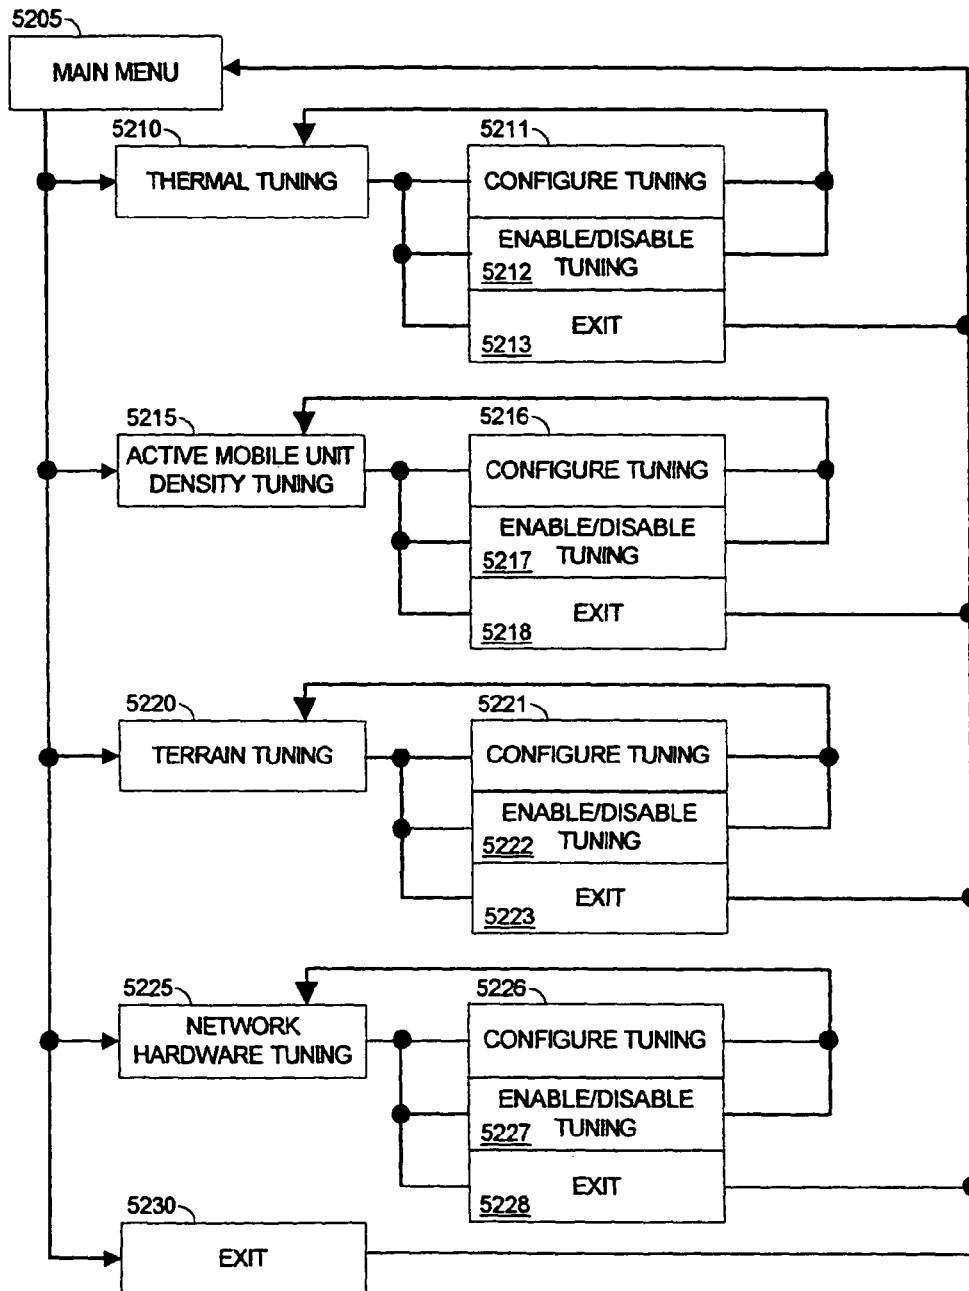 5205
MAIN MENU
5210
THERMAL TUNING
5211
CONFIGURE TUNING
ENABLE/DISABLE
TUNING
5212
EXIT
5213
5215
ACTIVE MOBILE UNIT
DENSITY TUNING
5216
CONFIGURE TUNING
ENABLE/DISABLE
TUNING
5217
EXIT
5218
5220
TERRAIN TUNING
5221
CONFIGURE TUNING
ENABLE/DISABLE
TUNING
5222
EXIT
5223
5225
NETWORK
HARDWARE TUNING
5226
CONFIGURE TUNING
ENABLE/DISABLE
TUNING
5227
EXIT
5228
5230
EXIT